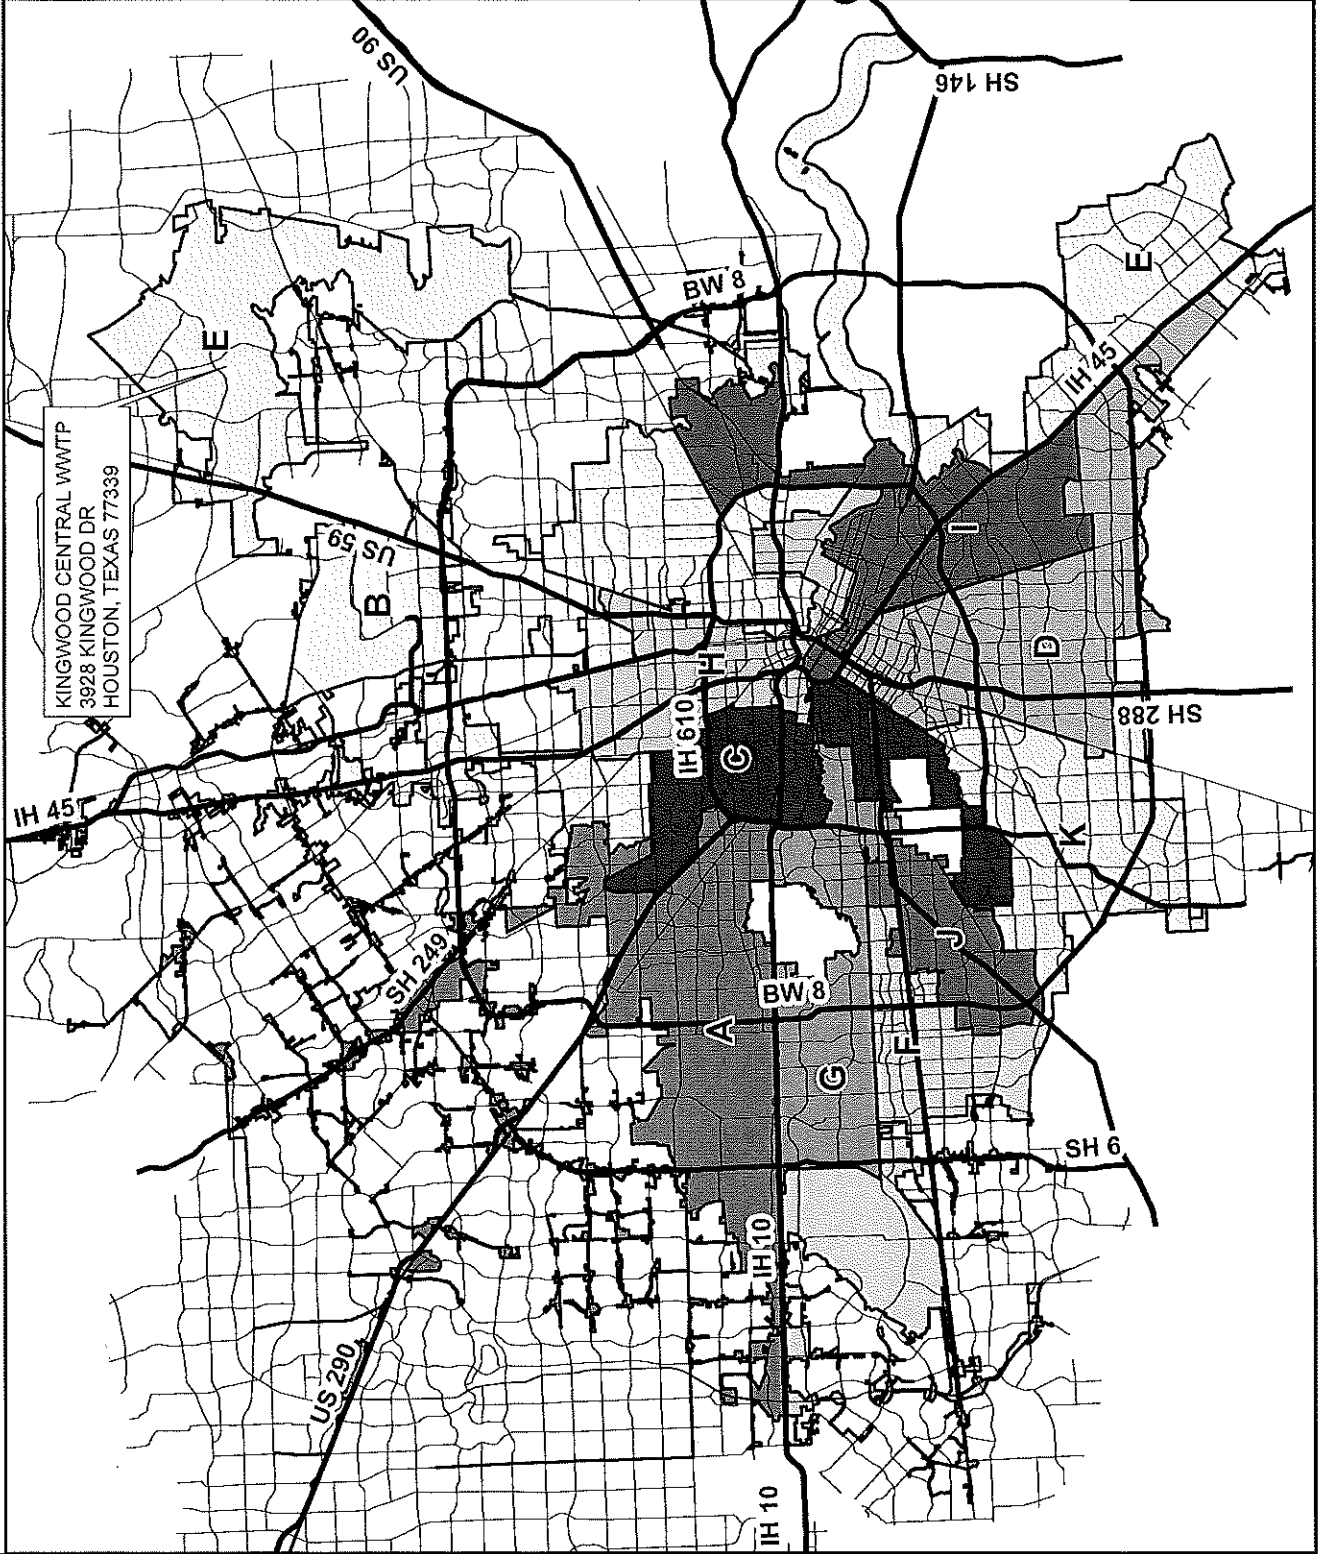 KINGWOOD CENTRAL WWTP
3928 KINGWOOD DR
HOUSTON, TEXAS 77339
US 90
SH 146
E
BW 8
E
IH 45
US 59
B
I
IH 45
H
D
IH 610
C
SH 288
K
SH 249
J
BW 8
A
F
G
SH 6
IH 10
US 290
IH 10